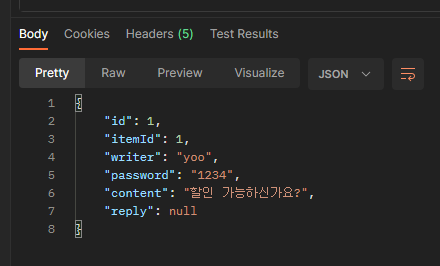 Body Cookies Headers (5) Test Results
Pretty Raw Preview Visualize JSON
1 {
2 "id": 1,
3 "itemId": 1,
4 "writer": "yoo",
5 "password": "1234",
6 "content": "할인 가능하신가요?",
7 "reply": null
8 }